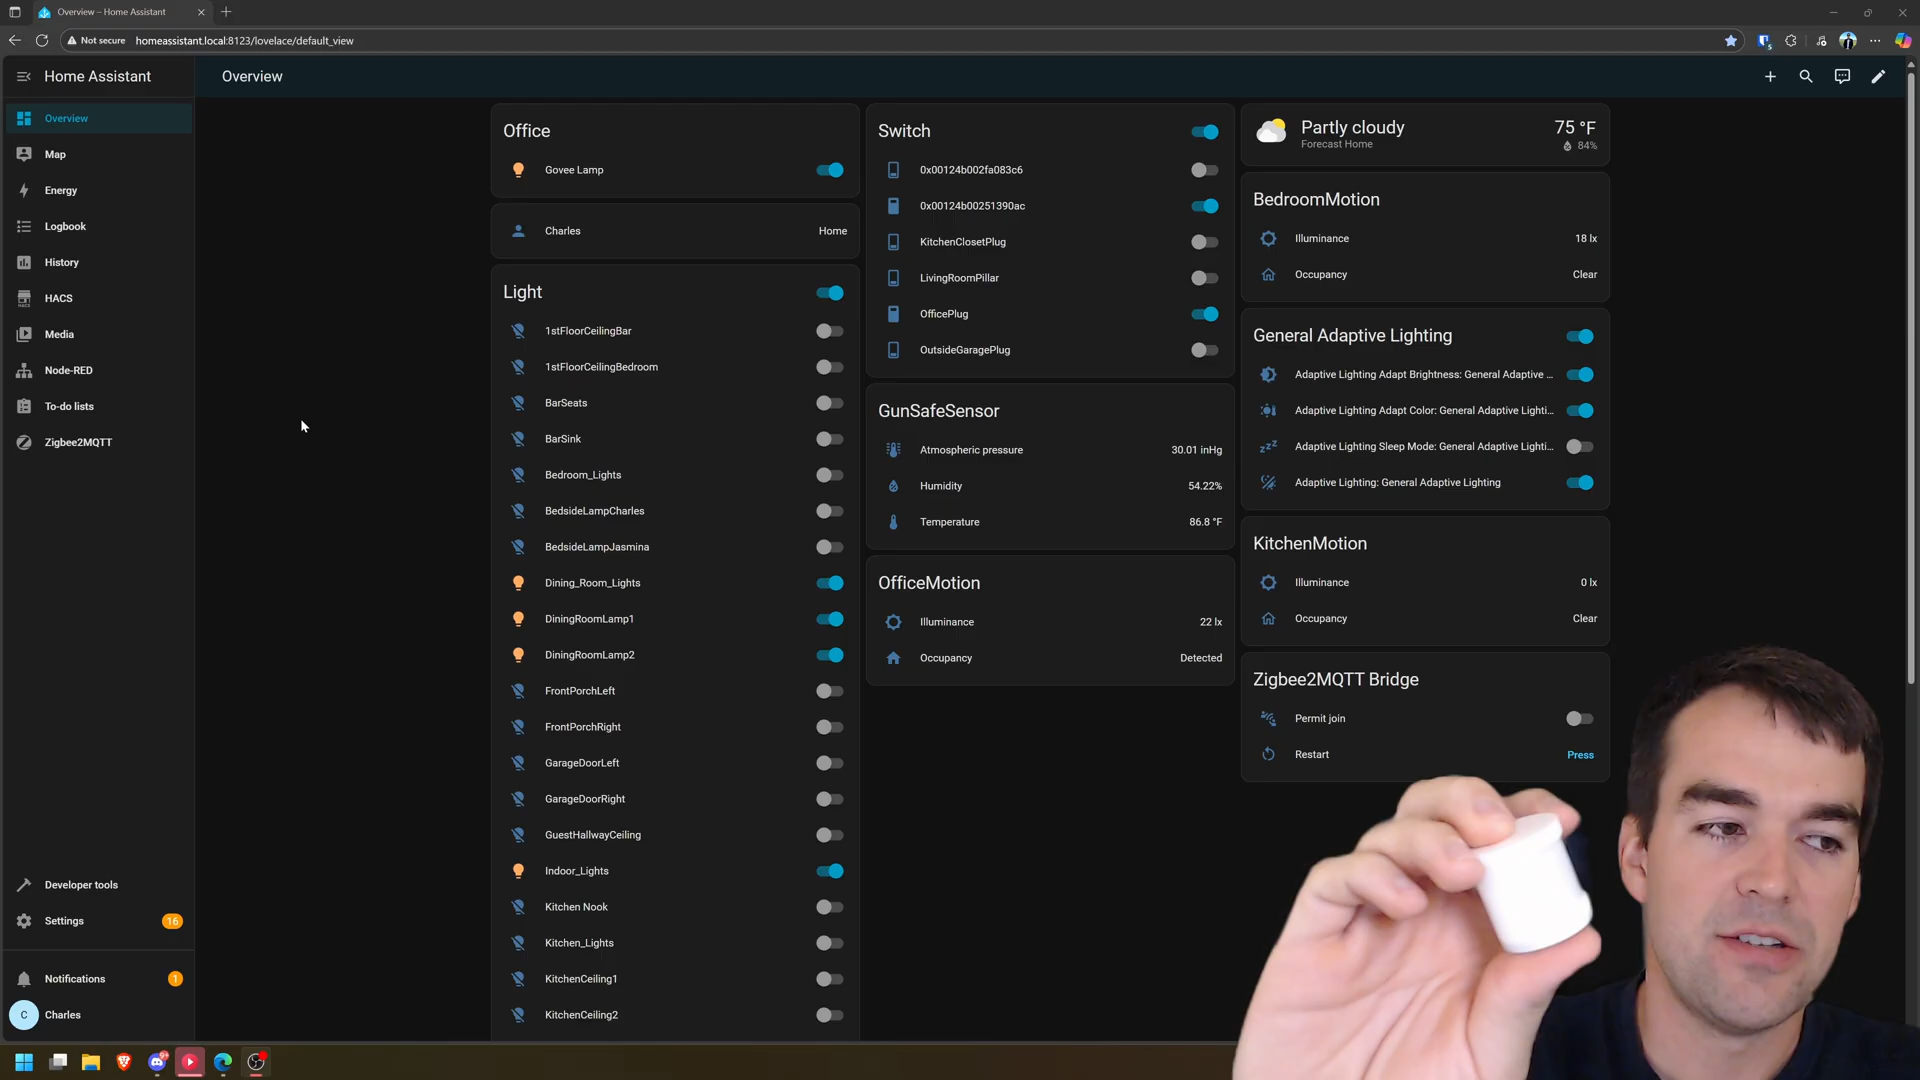 Overview – Home Assistant
Not secure
homeassistant.local:8123/lovelace/default_view
Home Assistant
Overview
Map
Energy
Logbook
History
HACS
Media
Node-RED
To-do lists
Zigbee2MQTT
Developer tools
Settings
16
Notifications
1
C
Charles
Overview
Office
Govee Lamp
Charles
Home
Light
1stFloorCeilingBar
1stFloorCeilingBedroom
BarSeats
BarSink
Bedroom_Lights
BedsideLampCharles
BedsideLampJasmina
Dining_Room_Lights
DiningRoomLamp1
DiningRoomLamp2
FrontPorchLeft
FrontPorchRight
GarageDoorLeft
GarageDoorRight
GuestHallwayCeiling
Indoor_Lights
Kitchen Nook
Kitchen_Lights
KitchenCeiling1
KitchenCeiling2
Switch
0x00124b002fa083c6
0x00124b00251390ac
KitchenClosetPlug
LivingRoomPillar
OfficePlug
OutsideGaragePlug
GunSafeSensor
Atmospheric pressure
30.01 inHg
Humidity
54.22%
Temperature
86.8 °F
OfficeMotion
Illuminance
22 lx
Occupancy
Detected
Partly cloudy
Forecast Home
75 °F
84%
BedroomMotion
Illuminance
18 lx
Occupancy
Clear
General Adaptive Lighting
Adaptive Lighting Adapt Brightness: General Adaptive ...
Adaptive Lighting Adapt Color: General Adaptive Lighti...
Adaptive Lighting Sleep Mode: General Adaptive Lighti...
Adaptive Lighting: General Adaptive Lighting
KitchenMotion
Illuminance
0 lx
Occupancy
Clear
Zigbee2MQTT Bridge
Permit join
Restart
Press